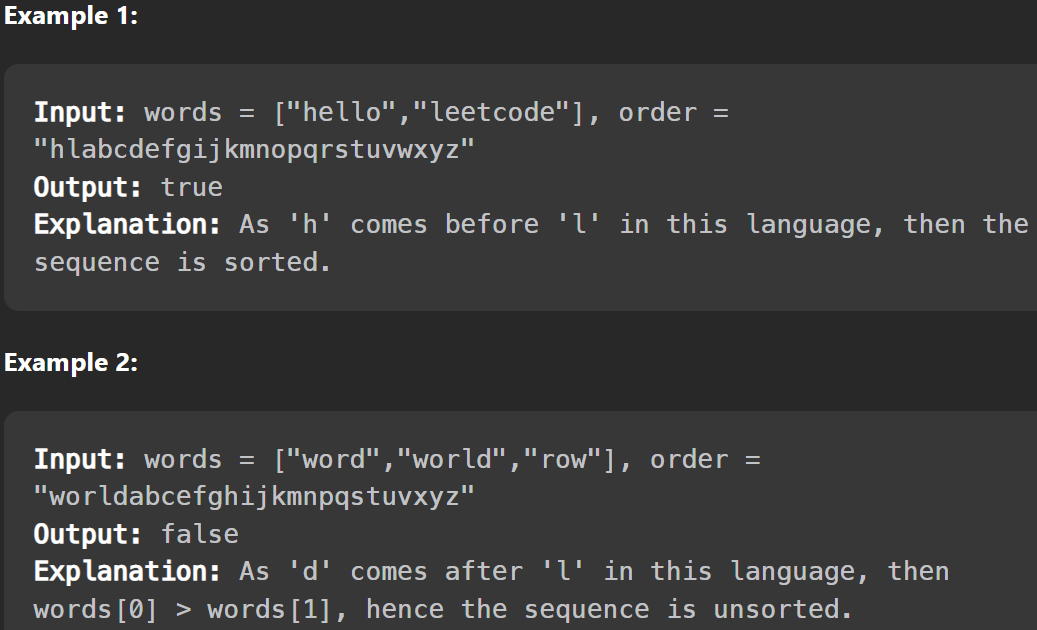 Example 1:
Input: words = ["hello","leetcode"], order =
"hlabcdefgijkmnopqrstuvwxyz"
Output: true
Explanation: As 'h' comes before 'l' in this language, then the
sequence is sorted.
Example 2:
Input: words = ["word","world","row"], order =
"worldabcefghijkmnpqstuvxyz"
Output: false
Explanation: As 'd' comes after 'l' in this language, then
words[0] > words[1], hence the sequence is unsorted.